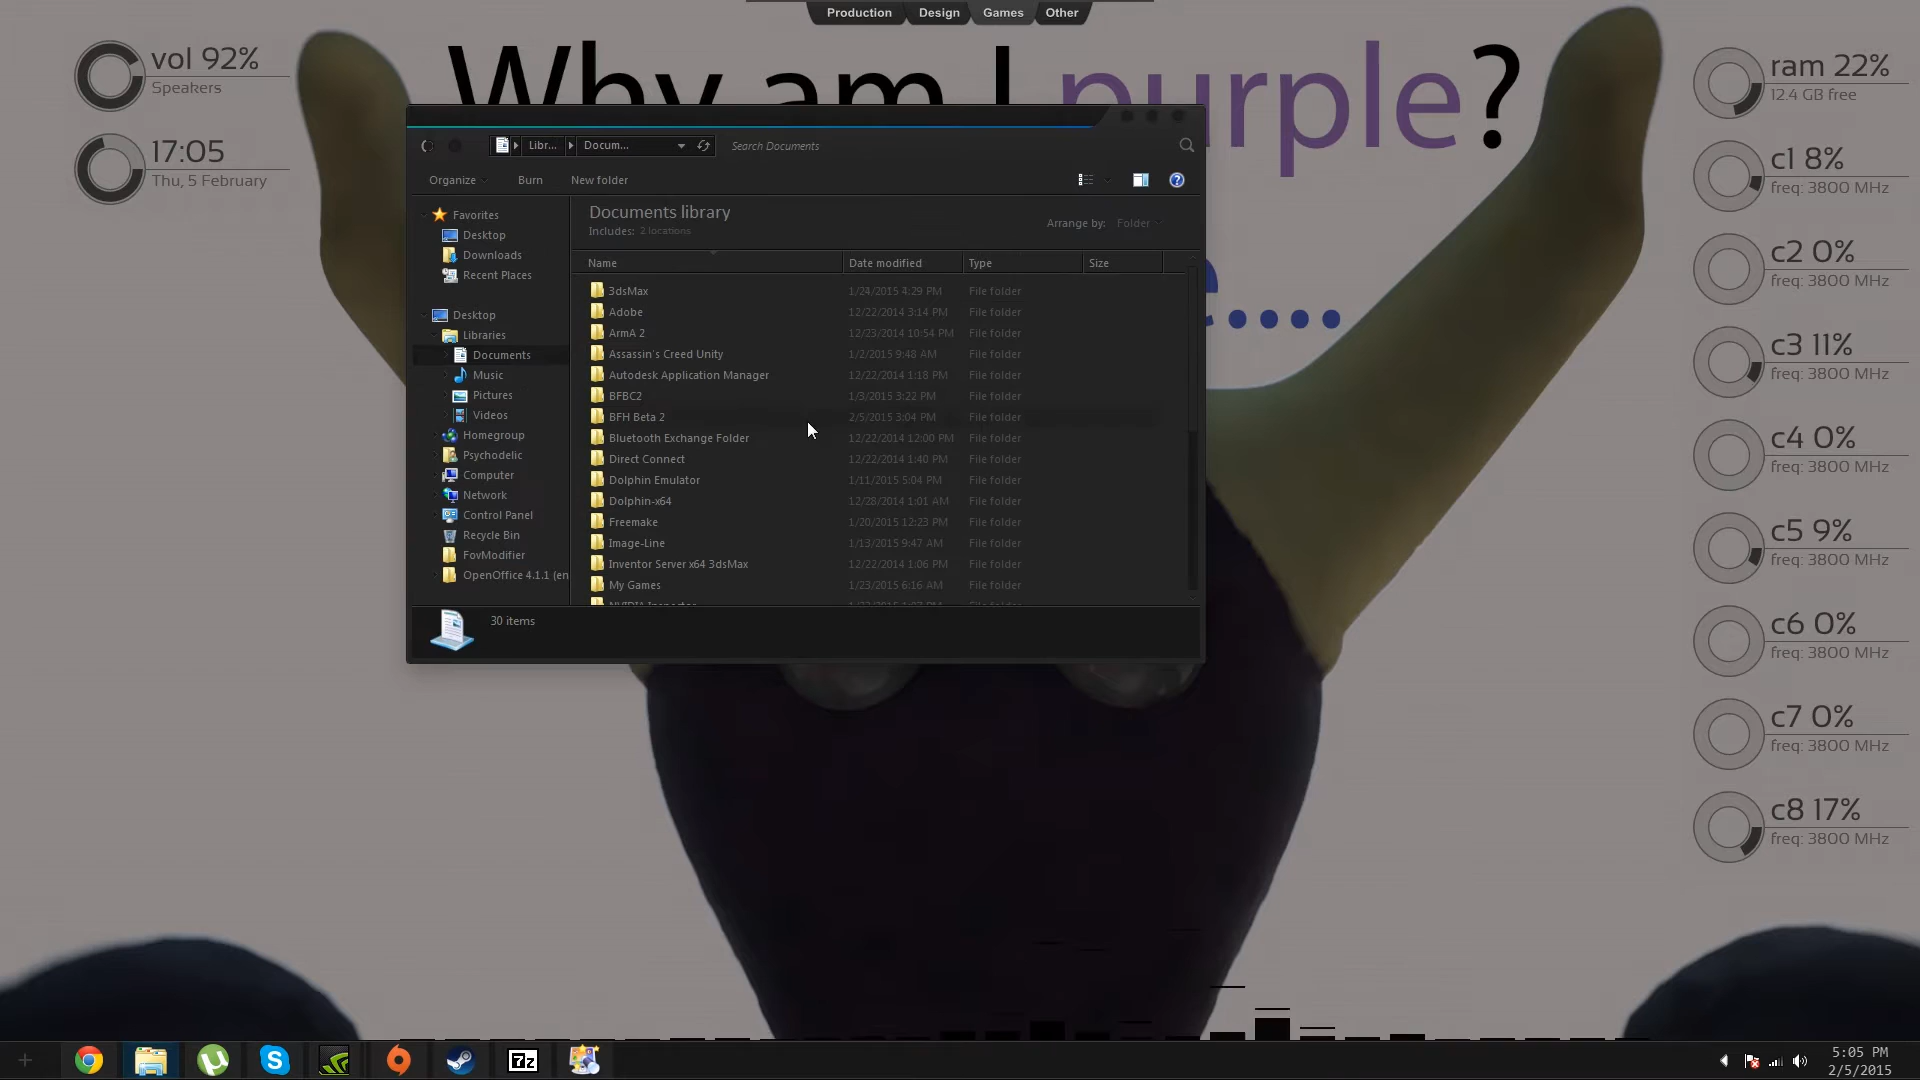 Production Design Games Other
vol 92%
Speakers
17:05
Thu, 5 February
Why am I purple?
ram 22%
12.4 GB free
c1 8%
freq: 3800 MHz
c2 0%
freq: 3800 MHz
c3 11%
freq: 3800 MHz
c4 0%
freq: 3800 MHz
c5 9%
freq: 3800 MHz
c6 0%
freq: 3800 MHz
c7 0%
freq: 3800 MHz
c8 17%
freq: 3800 MHz
Libr... Docum... Search Documents
Organize Burn New folder
Favorites
Desktop
Downloads
Recent Places
Desktop
Libraries
Documents
Music
Pictures
Videos
Homegroup
Psychodelic
Computer
Network
Control Panel
Recycle Bin
FovModifier
OpenOffice 4.1.1 (en
Documents library
Includes: 2 locations
Arrange by: Folder
Name Date modified Type Size
3dsMax 1/24/2015 4:29 PM File folder
Adobe 12/22/2014 3:14 PM File folder
ArmA 2 12/23/2014 10:54 PM File folder
Assassin's Creed Unity 1/2/2015 9:48 AM File folder
Autodesk Application Manager 12/22/2014 1:18 PM File folder
BFBC2 1/3/2015 3:22 PM File folder
BFH Beta 2 2/5/2015 3:04 PM File folder
Bluetooth Exchange Folder 12/22/2014 12:00 PM File folder
Direct Connect 12/22/2014 1:40 PM File folder
Dolphin Emulator 1/11/2015 5:04 PM File folder
Dolphin-x64 12/28/2014 1:01 AM File folder
Freemake 1/20/2015 12:23 PM File folder
Image-Line 1/13/2015 9:47 AM File folder
Inventor Server x64 3dsMax 12/22/2014 1:06 PM File folder
My Games 1/23/2015 6:16 AM File folder
30 items
7z
5:05 PM
2/5/2015